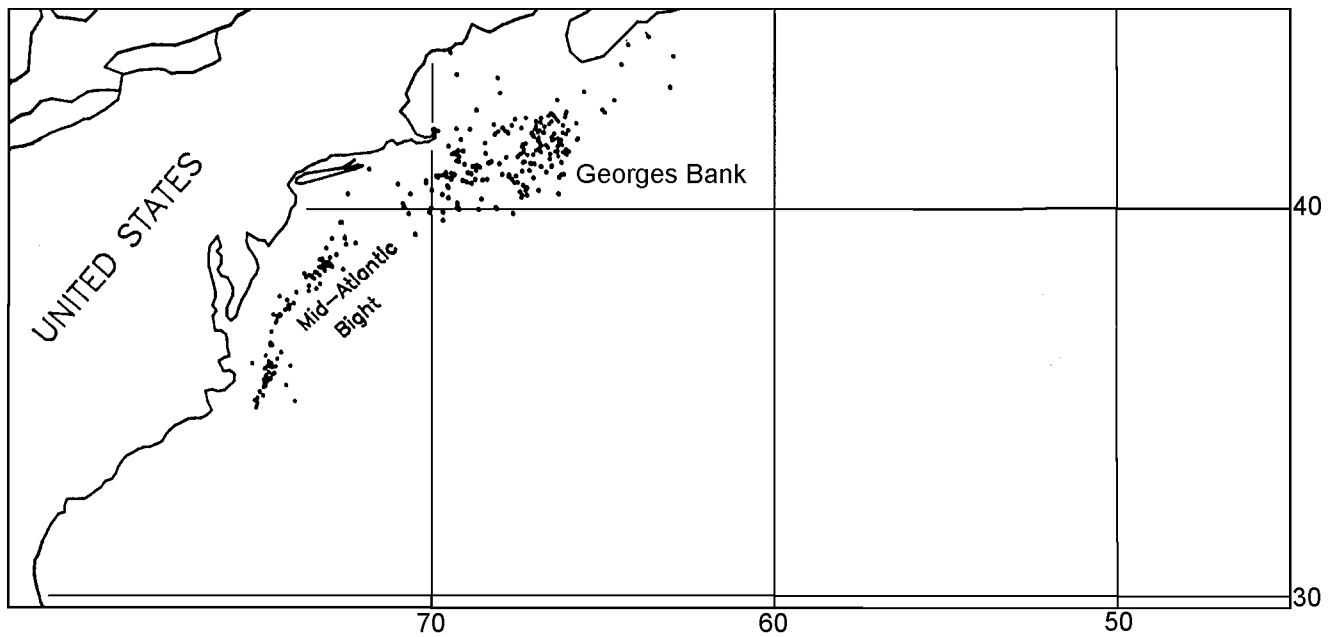 Georges Bank
UNITED STATES
40
Mid-Atlantic
Bight
30
70
60
50